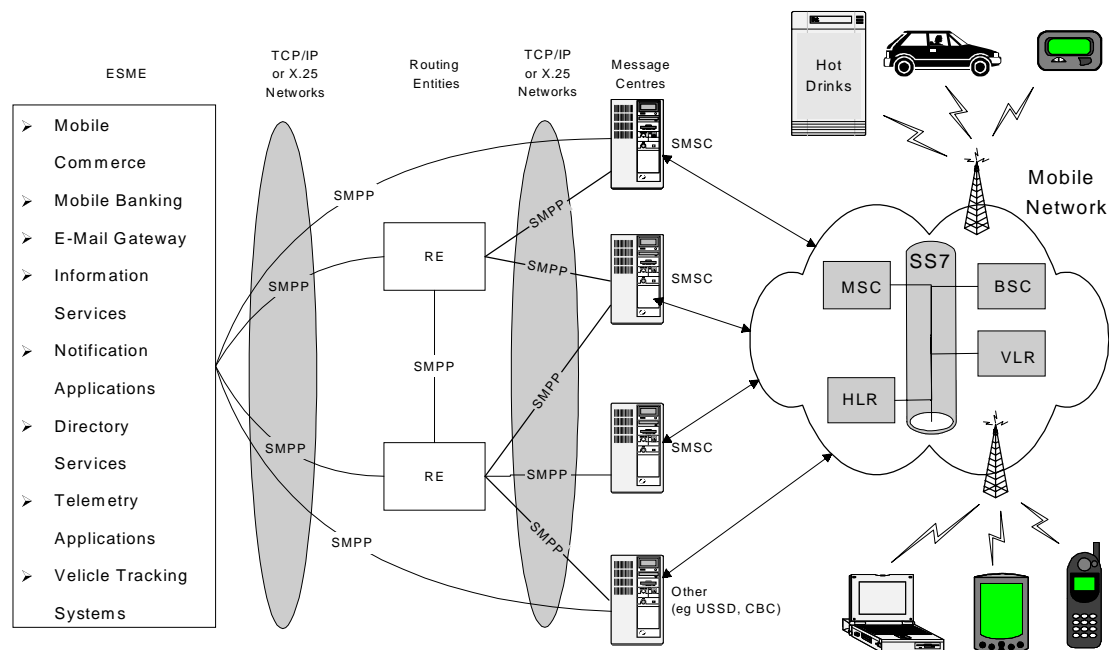 ESME
TCP/IP
or X.25
Networks
Routing
Entities
TCP/IP
or X.25
Networks
Message
Centres
Hot
Drinks
➢ Mobile
Commerce
➢ Mobile Banking
➢ E-Mail Gateway
➢ Information
Services
➢ Notification
Applications
➢ Directory
Services
➢ Telemetry
Applications
➢ Velicle Tracking
Systems
SMPP
SMPP
SMPP
SMPP
RE
SMPP
RE
SMPP
SMPP
SMPP
SMPP
SMPP
SMSC
SMSC
SMSC
Other
(eg USSD, CBC)
Mobile
Network
SS7
MSC
BSC
VLR
HLR